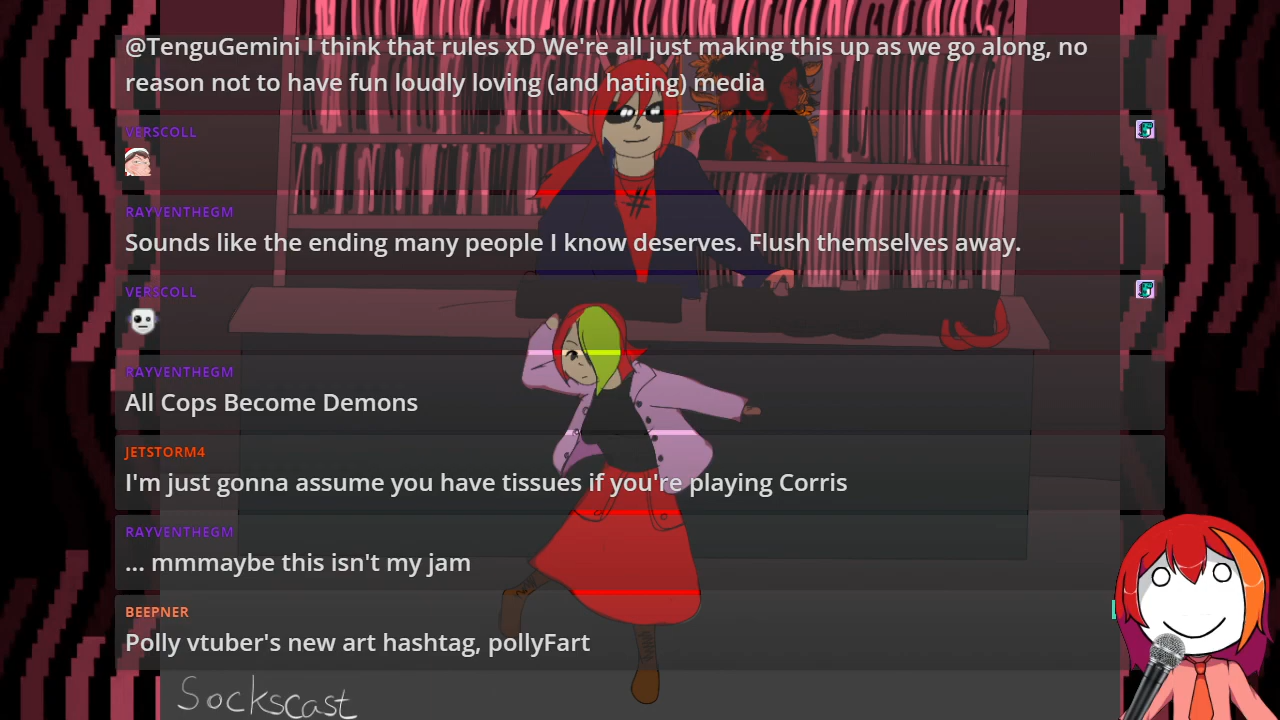 @TenguGemini I think that rules xD We're all just making this up as we go along, no
reason not to have fun loudly loving (and hating) media
VERSCOLL
RAYVENTHEGM
Sounds like the ending many people I know deserves. Flush themselves away.
VERSCOLL
RAYVENTHEGM
All Cops Become Demons
JETSTORM4
I'm just gonna assume you have tissues if you're playing Corris
RAYVENTHEGM
... mmmaybe this isn't my jam
BEEPNER
Polly vtuber's new art hashtag, pollyFart
Sockscast